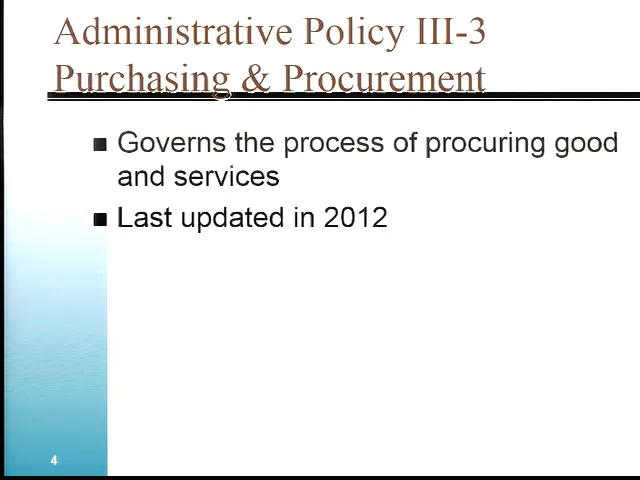 Administrative Policy III-3
Purchasing & Procurement
■ Governs the process of procuring good
and services
■ Last updated in 2012
4